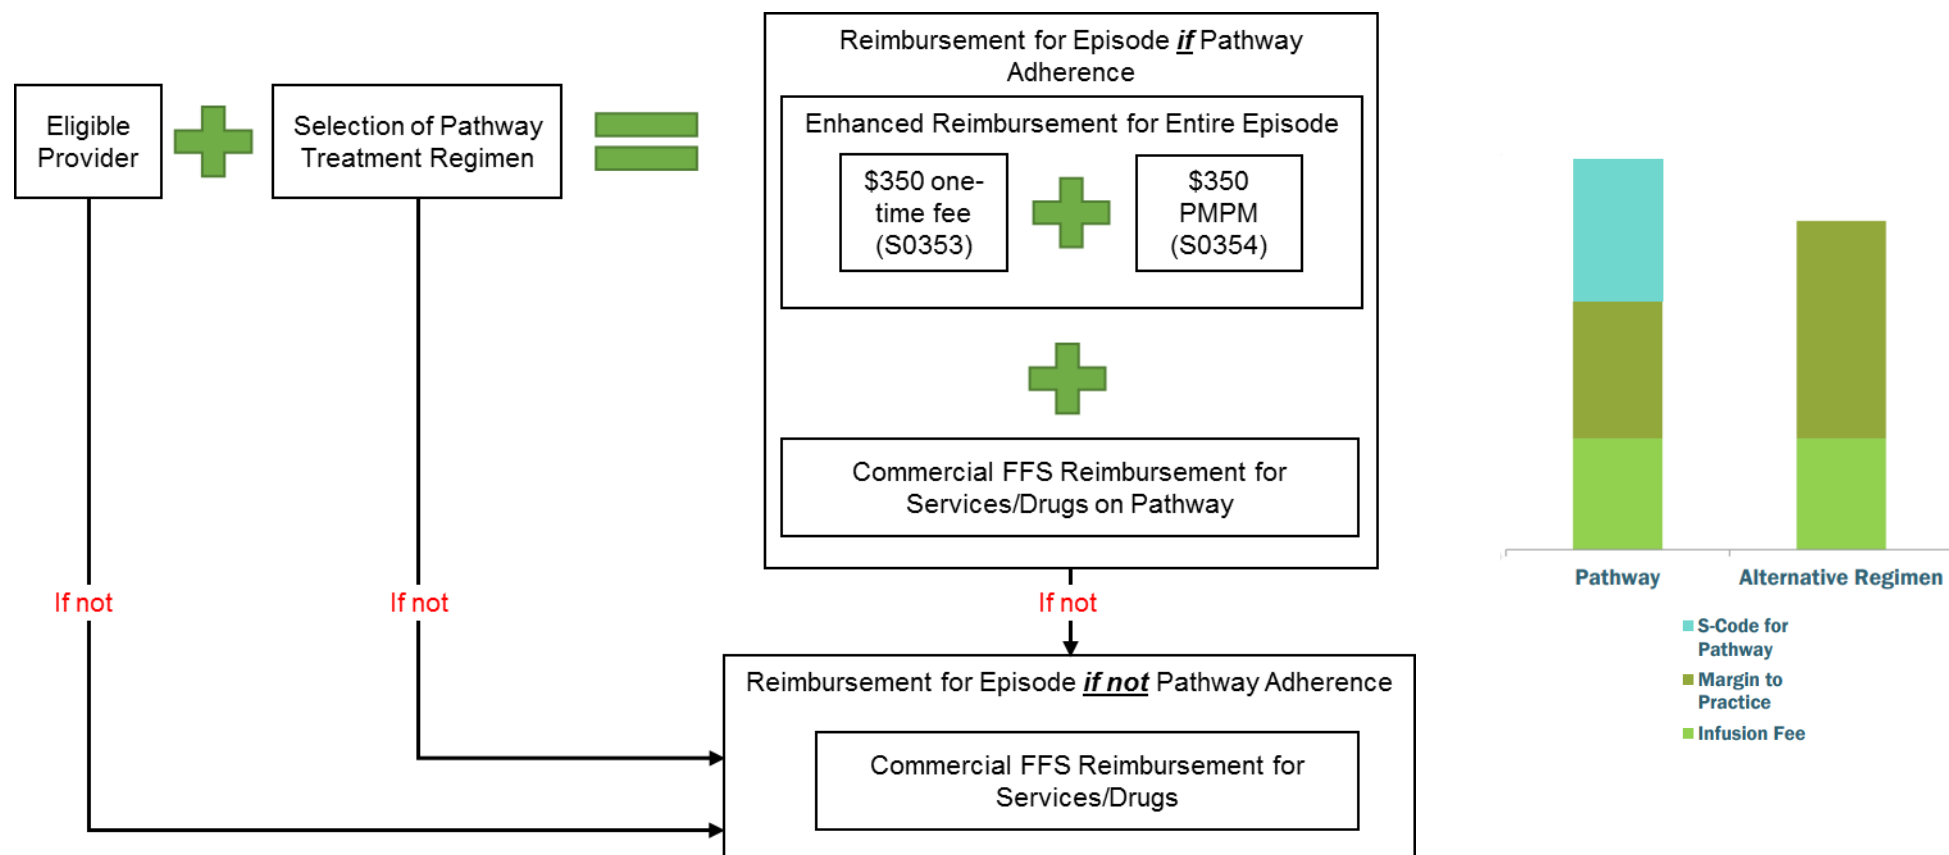 Eligible
Provider
Selection of Pathway
Treatment Regimen
Reimbursement for Episode if Pathway
Adherence
Enhanced Reimbursement for Entire Episode
$350 one-
time fee
(S0353)
$350
PMPM
(S0354)
Commercial FFS Reimbursement for
Services/Drugs on Pathway
If not
If not
If not
Reimbursement for Episode if not Pathway Adherence
Commercial FFS Reimbursement for
Services/Drugs
Pathway
Alternative Regimen
S-Code for
Pathway
Margin to
Practice
Infusion Fee